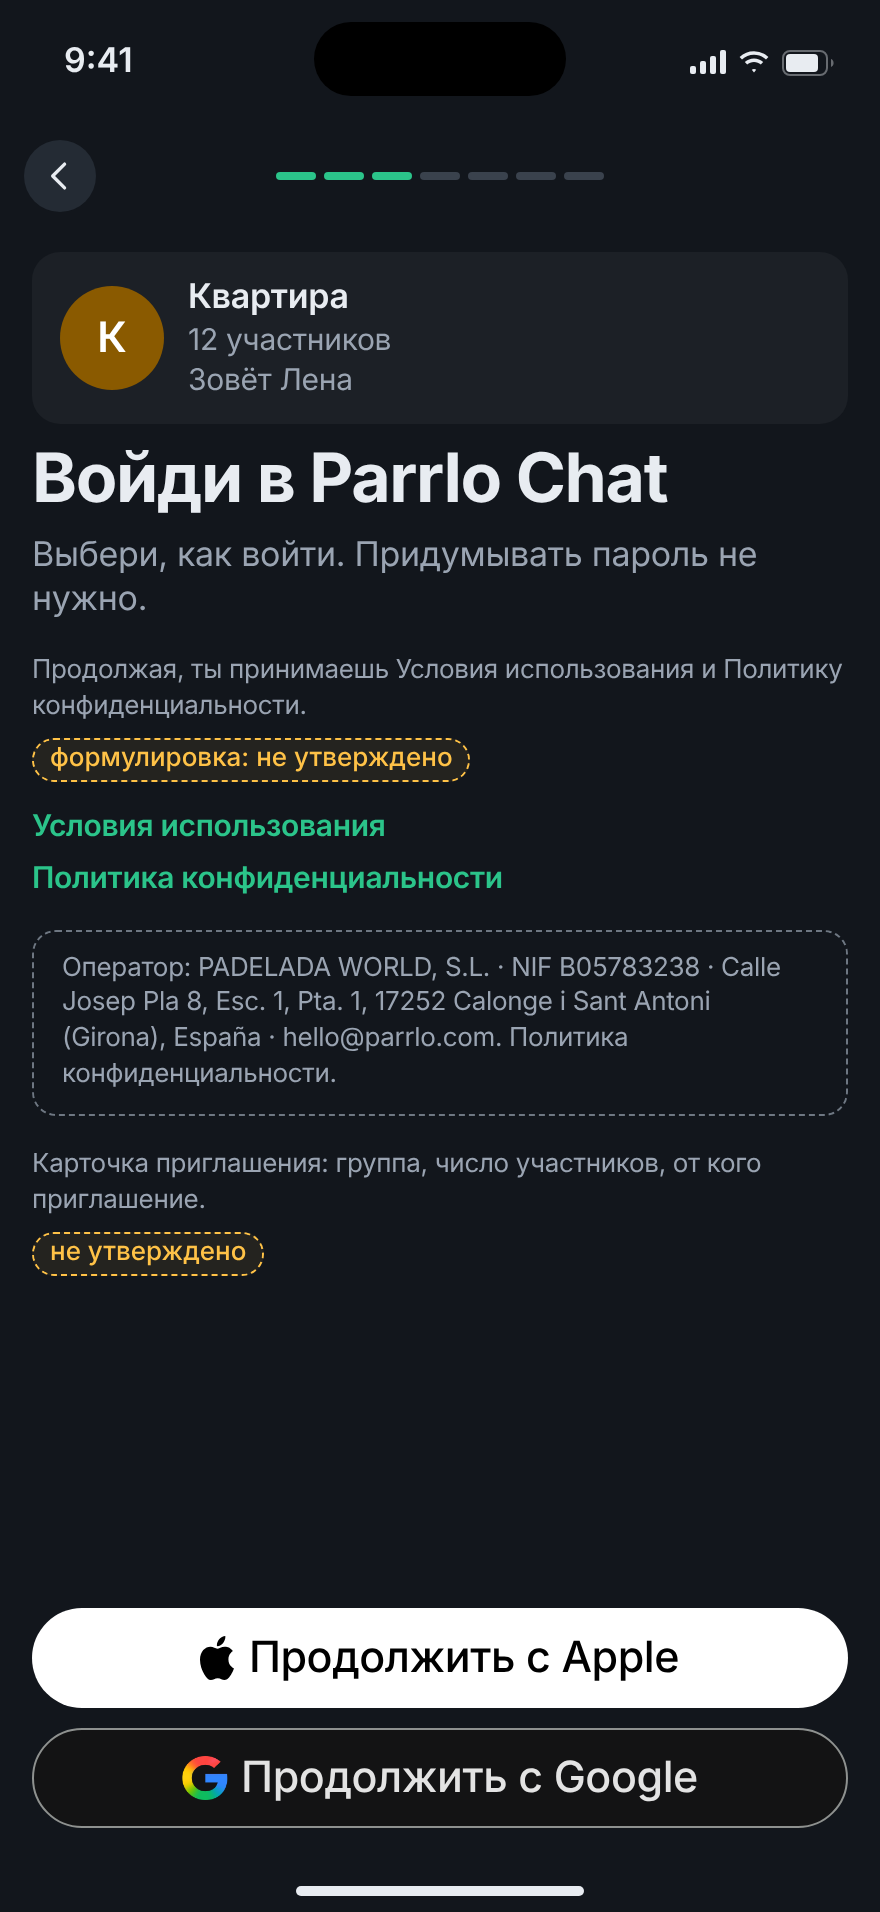 9:41
К
Квартира
12 участников
Зовёт Лена
Войди в Parrlo Chat
Выбери, как войти. Придумывать пароль не
нужно.
Продолжая, ты принимаешь Условия использования и Политику
конфиденциальности.
формулировка: не утверждено
Условия использования
Политика конфиденциальности
Оператор: PADELADA WORLD, S.L. · NIF B05783238 · Calle
Josep Pla 8, Esc. 1, Pta. 1, 17252 Calonge i Sant Antoni
(Girona), España · hello@parrlo.com. Политика
конфиденциальности.
Карточка приглашения: группа, число участников, от кого
приглашение.
не утверждено
Продолжить с Apple
Продолжить с Google